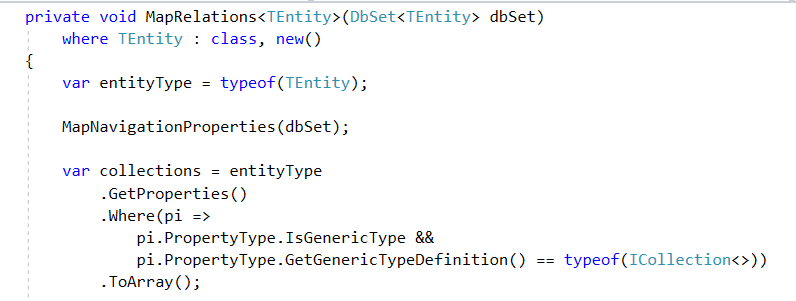 private void MapRelations<TEntity>(DbSet<TEntity> dbSet)
    where TEntity : class, new()
{
    var entityType = typeof(TEntity);

    MapNavigationProperties(dbSet);

    var collections = entityType
        .GetProperties()
        .Where(pi =>
            pi.PropertyType.IsGenericType &&
            pi.PropertyType.GetGenericTypeDefinition() == typeof(ICollection<>))
        .ToArray();